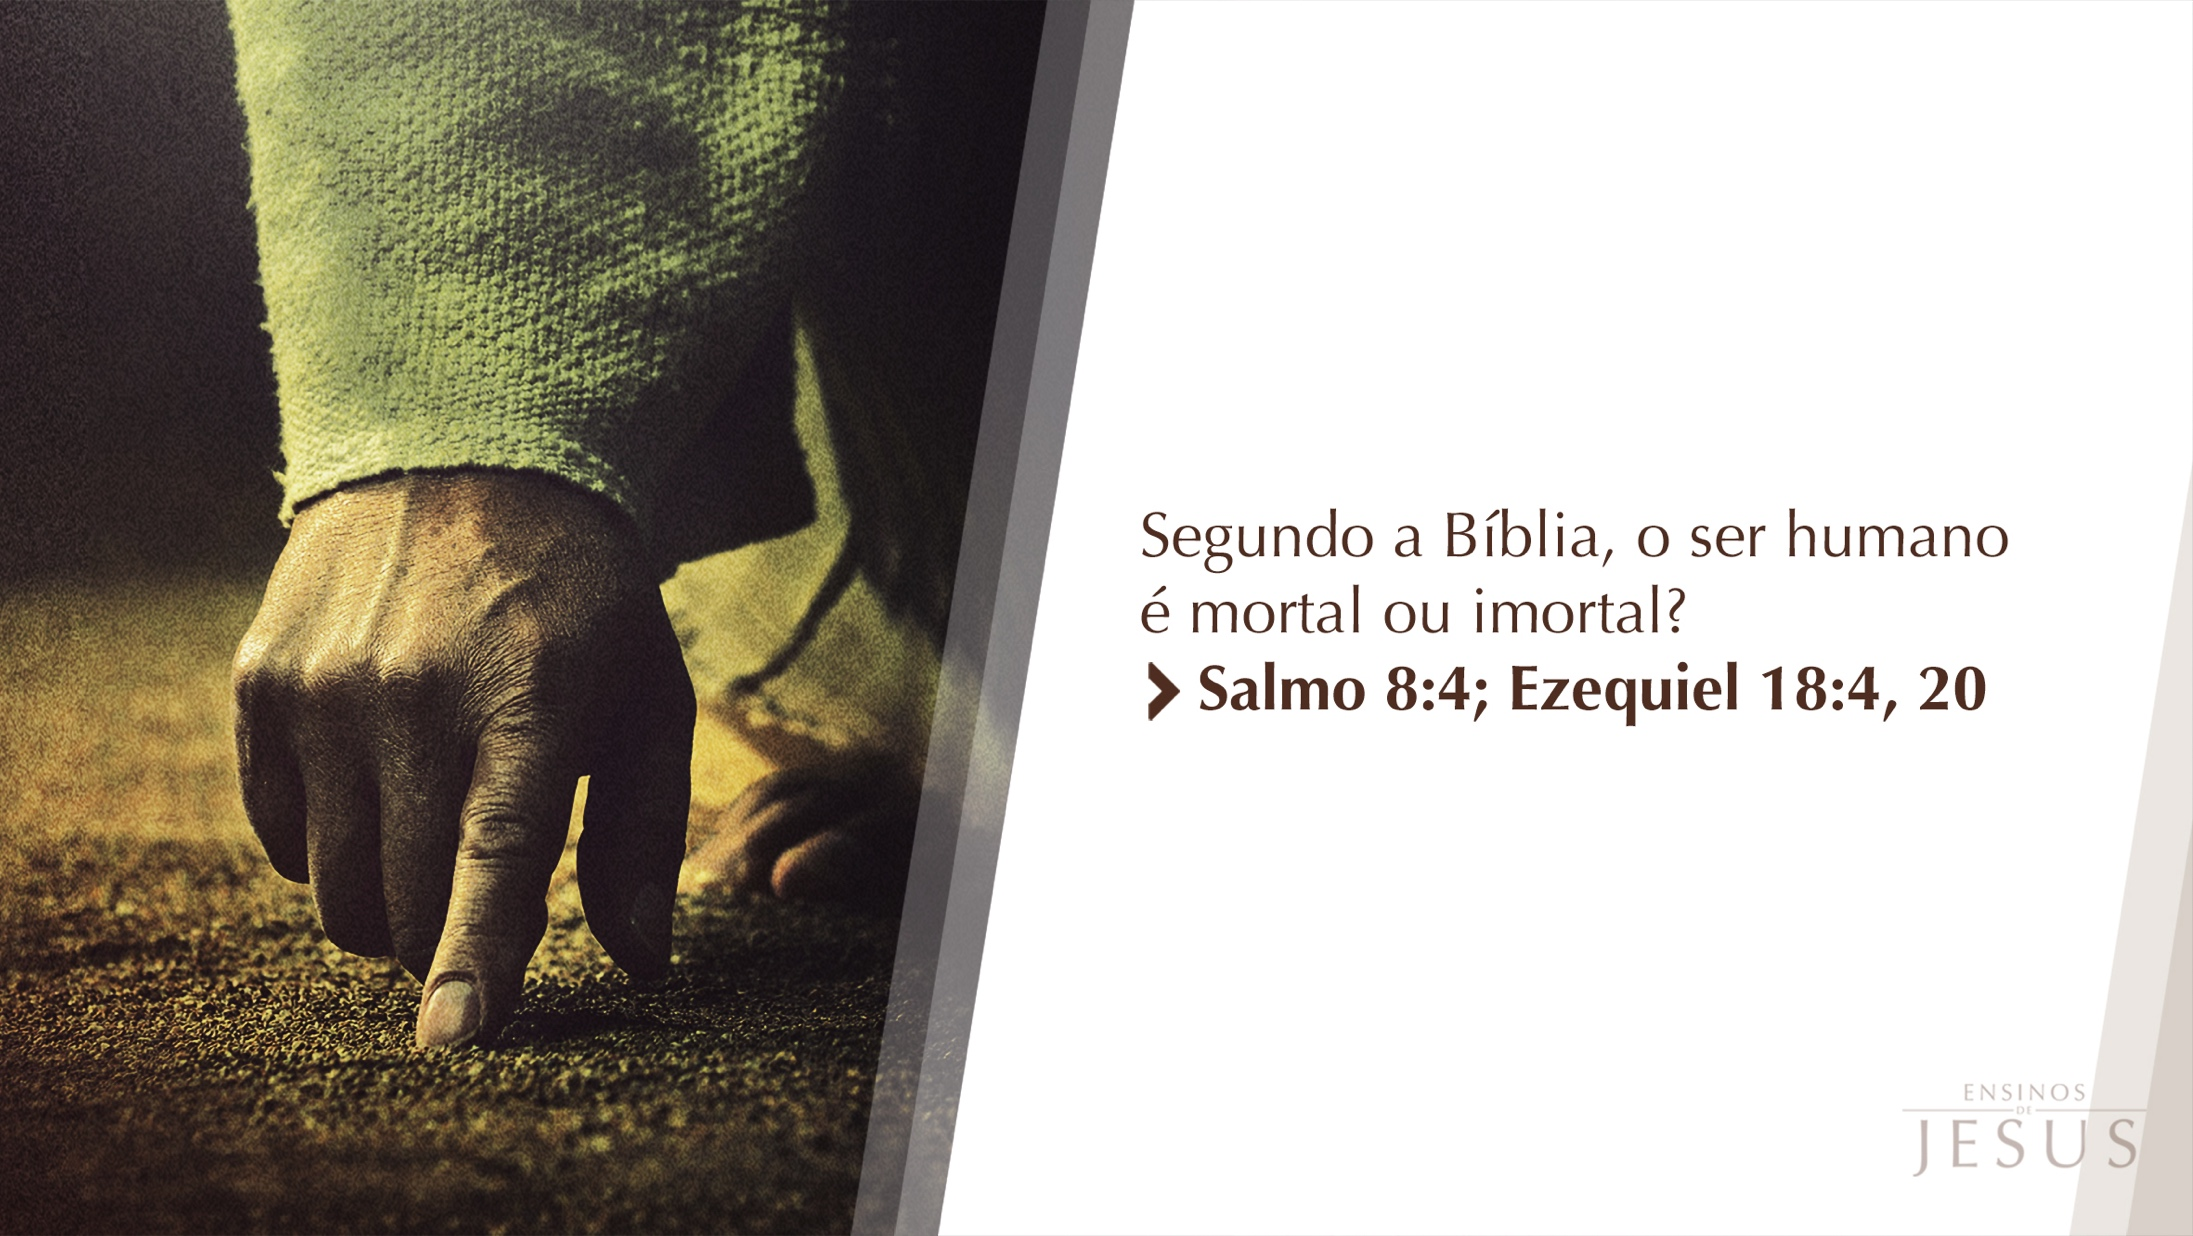 Segundo a Bíblia, o ser humano
é mortal ou imortal?
Salmo 8:4; Ezequiel 18:4, 20
ENSINOS
DE
JESUS